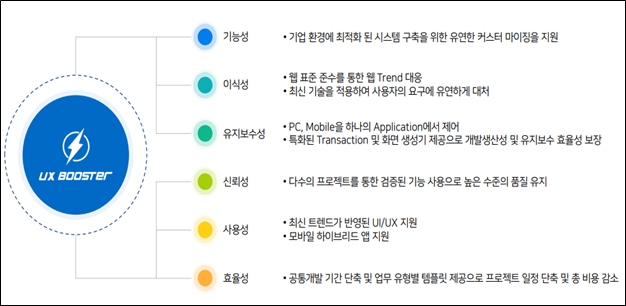 기능성
• 기업 환경에 최적화 된 시스템 구축을 위한 유연한 커스터 마이징을 지원
이식성
• 웹 표준 준수를 통한 웹 Trend 대응
• 최신 기술을 적용하여 사용자의 요구에 유연하게 대처
유지보수성
• PC, Mobile을 하나의 Application에서 제어
• 특화된 Transaction 및 화면 생성기 제공으로 개발생산성 및 유지보수 효율성 보장
UX BOOSTER
신뢰성
• 다수의 프로젝트를 통한 검증된 기능 사용으로 높은 수준의 품질 유지
사용성
• 최신 트렌드가 반영된 UI/UX 지원
• 모바일 하이브리드 앱 지원
효율성
• 공통개발 기간 단축 및 업무 유형별 템플릿 제공으로 프로젝트 일정 단축 및 총 비용 감소